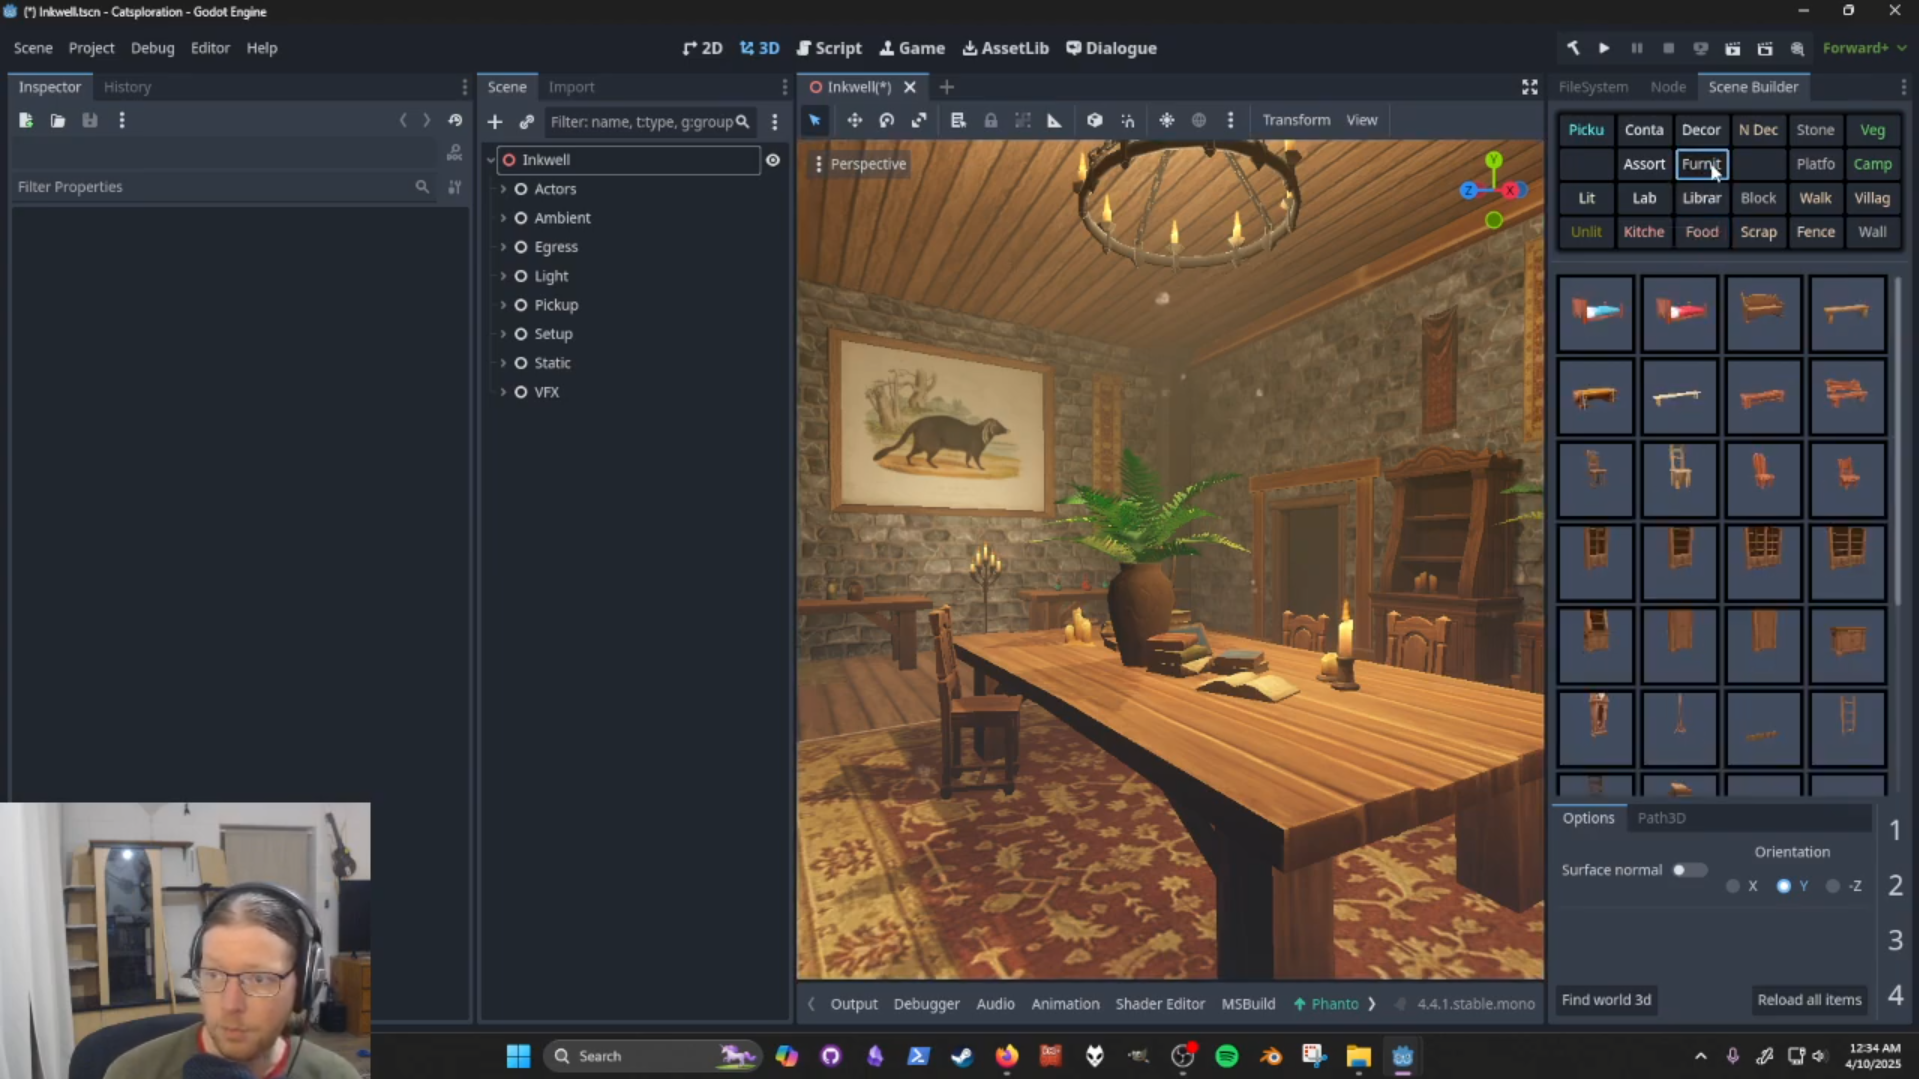 (*) Inkwell.tscn - Catsploration - Godot Engine
Scene Project Debug Editor Help
2D 3D Script Game AssetLib Dialogue
Forward+
Inspector History
Scene Import
Inkwell(*)
FileSystem Node Scene Builder
Filter: name, t:type, g:group
Transform View
Filter Properties
Inkwell
Actors
Ambient
Egress
Light
Pickup
Setup
Static
VFX
Perspective
Y
Z X
Picku Conta Decor N Dec Stone Veg
Assort Furnit Platfo Camp
Lit Lab Librar Block Walk Villag
Unlit Kitche Food Scrap Fence Wall
Options Path3D
Orientation
Surface normal
X Y -Z
1
2
3
4
Find world 3d Reload all items
Output Debugger Audio Animation Shader Editor MSBuild Phanto 4.4.1.stable.mono
Search
12:34 AM
4/10/2025